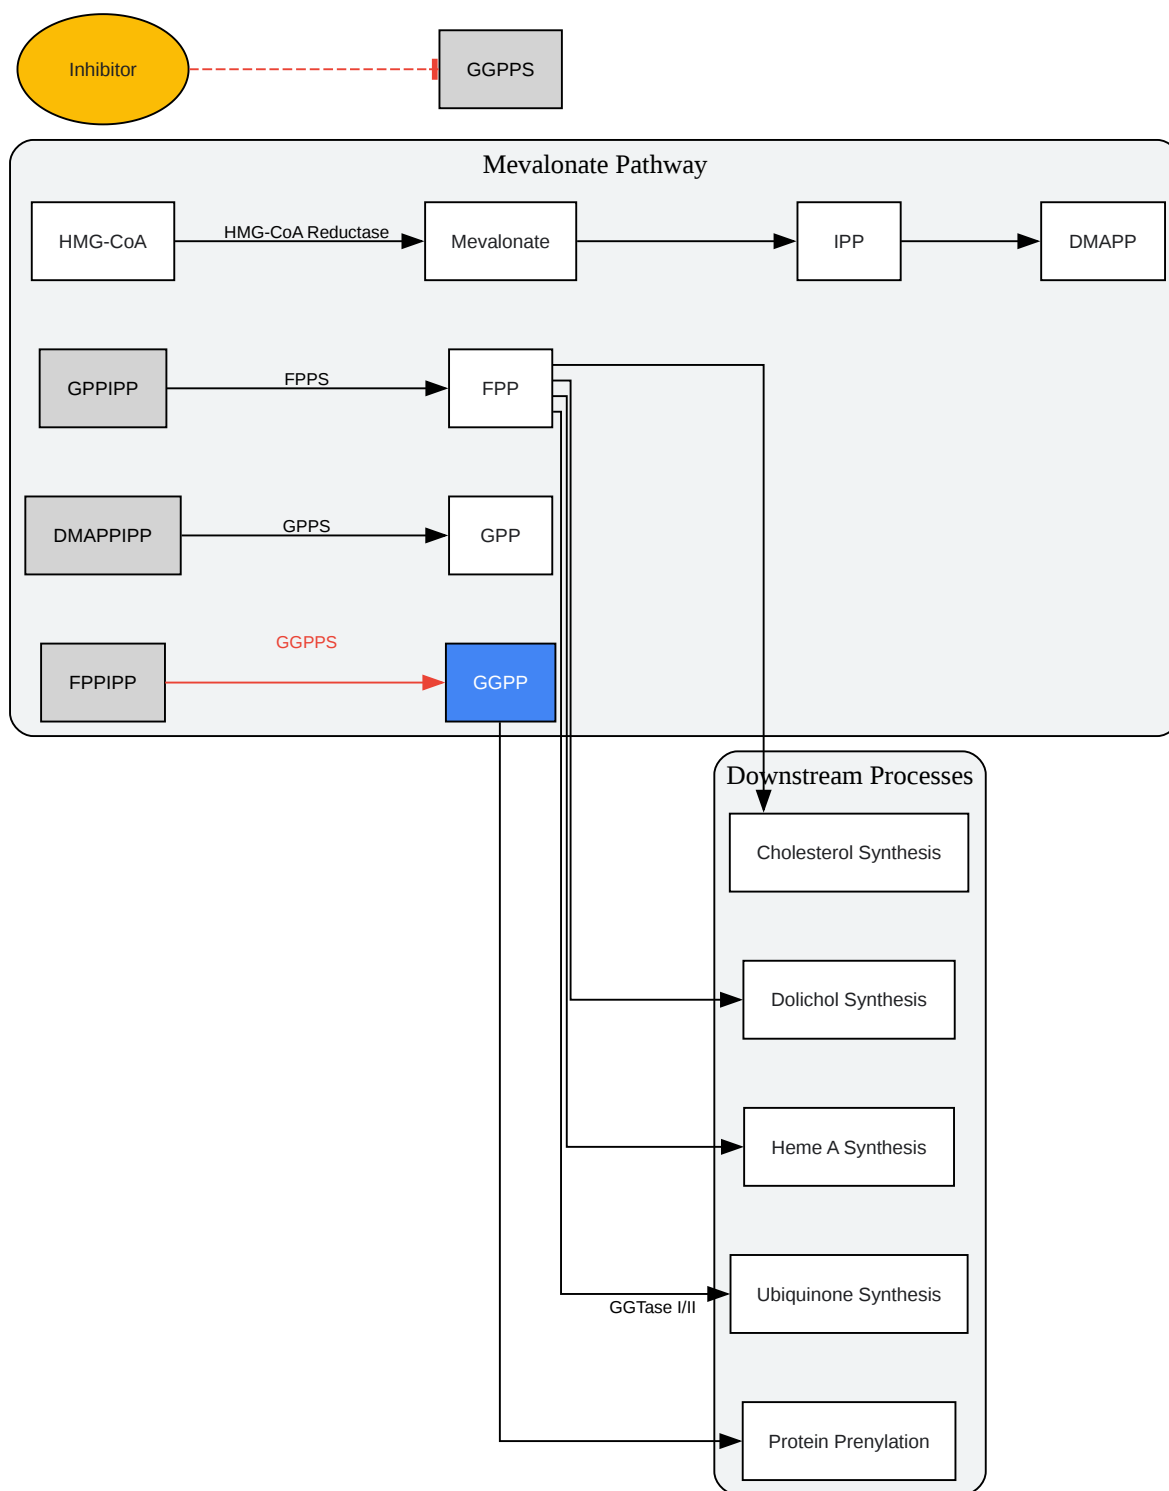 Inhibitor
GGPPS
Mevalonate Pathway
HMG-CoA
HMG-CoA Reductase
Mevalonate
IPP
DMAPP
GPPIPP
FPPS
FPP
DMAPPIPP
GPPS
GPP
FPPIPP
GGPPS
GGPP
Downstream Processes
Cholesterol Synthesis
Dolichol Synthesis
Heme A Synthesis
Ubiquinone Synthesis
GGTase I/II
Protein Prenylation